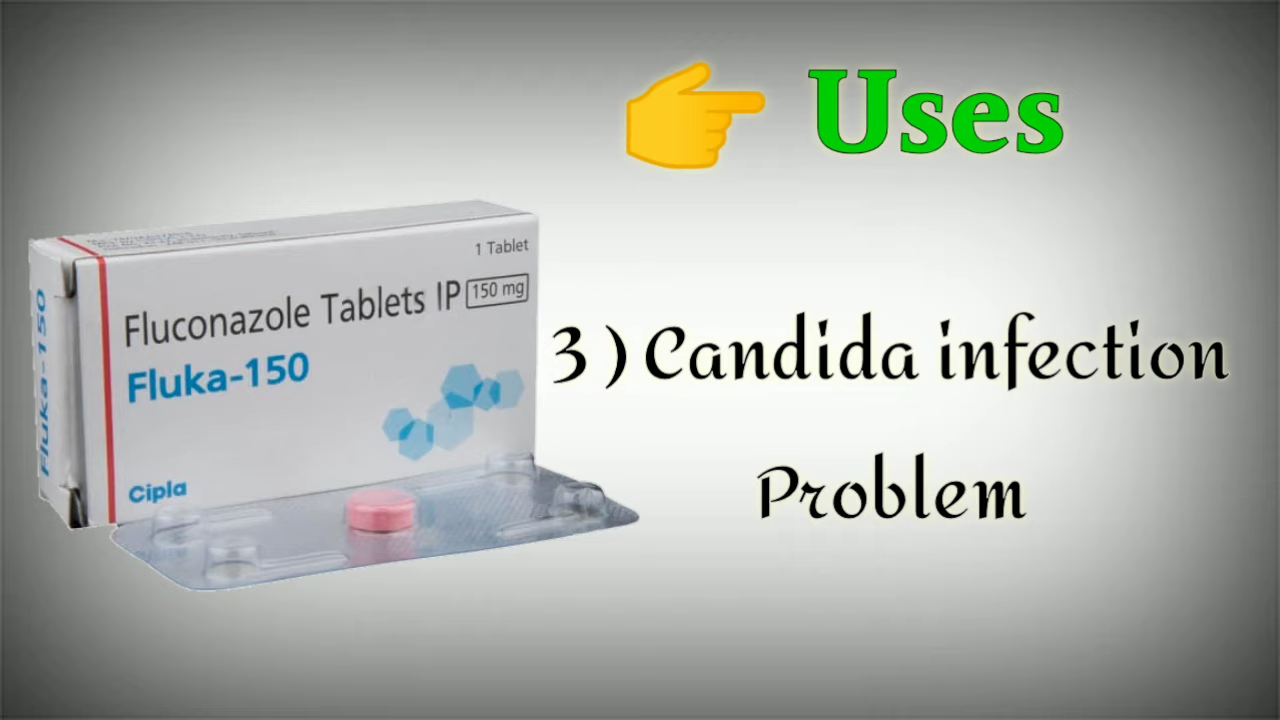 👉 Uses
1 Tablet
Fluconazole Tablets IP 150 mg
Fluka-150
Fluka-150
Cipla
3 ) Candida infection
Problem